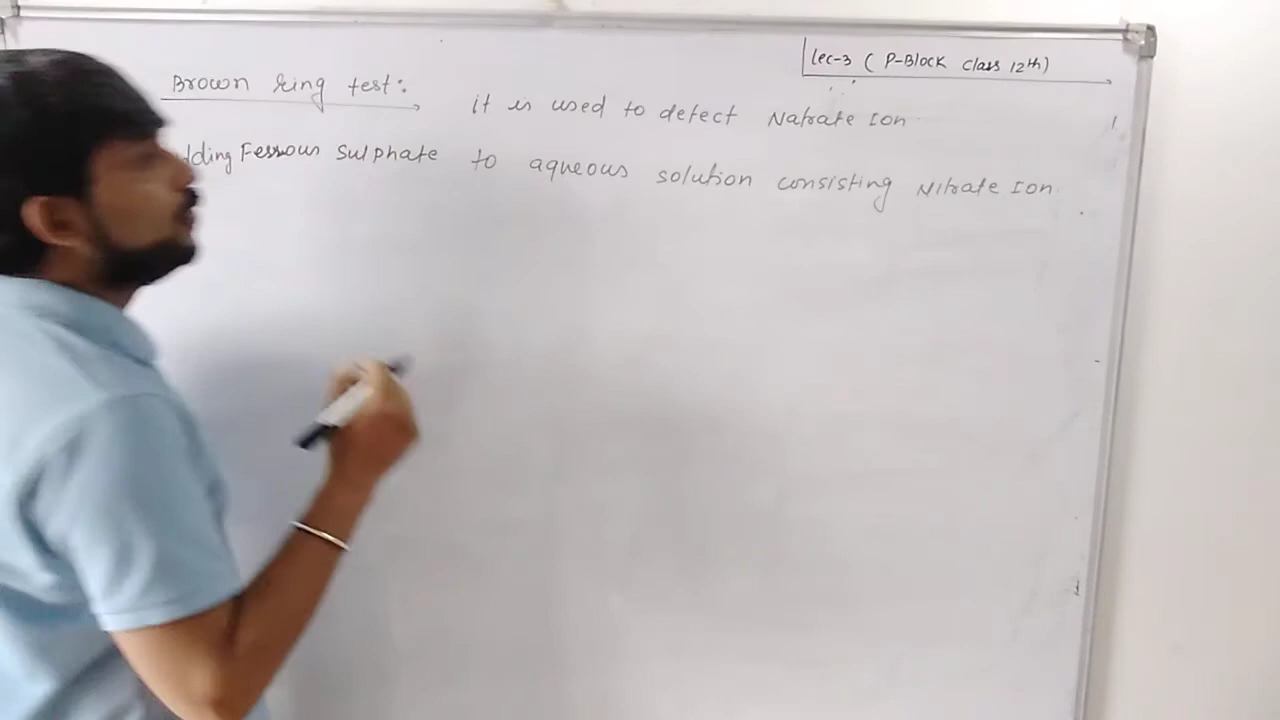 Lec-3 ( P-Block Class 12th)
Brown ring test: it is used to detect Natrate Ion
dding Ferrous Sulphate to aqueous solution consisting Nitrate Ion.